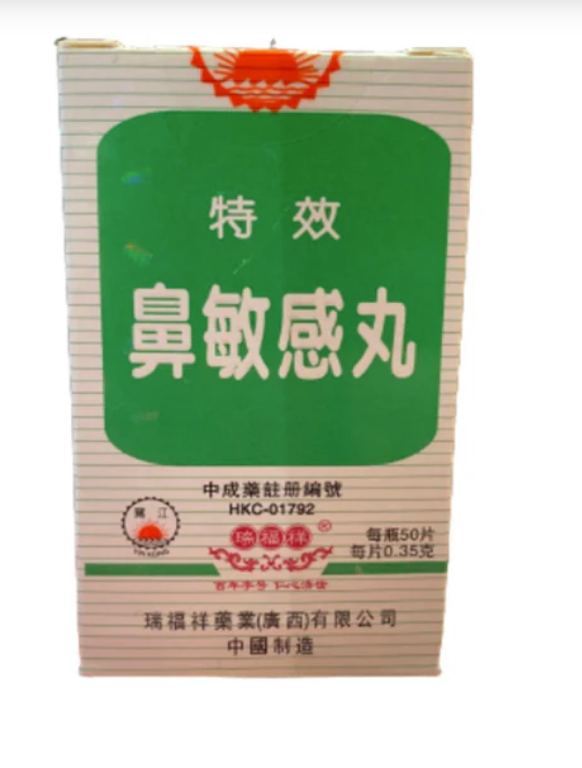 特效
鼻敏感丸
中成藥註册編號
HKC-01792
瑞福祥®
每瓶50片
每片0.35克
瑞福祥藥業(廣西)有限公司
中國制造